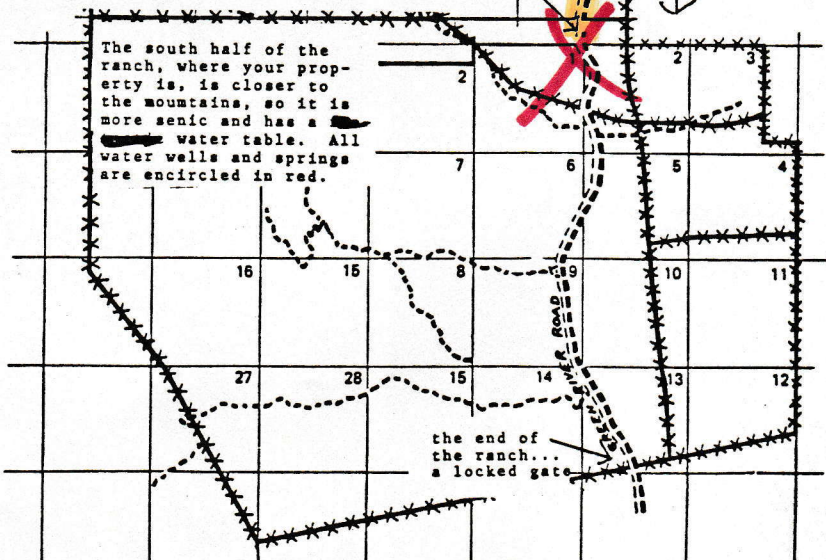 The south half of the
ranch, where your prop-
erty is, is closer to
the mountains, so it is
more senic and has a
water table. All
water wells and springs
are encircled in red.
1
2
3
2
7
6
5
4
16
15
8
9
10
11
27
28
15
14
13
12
ER ROAD
the end of
the ranch...
a locked gate